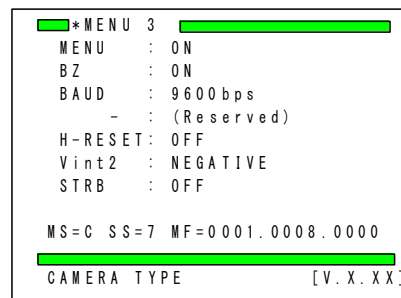 *MENU 3
MENU : ON
BZ : ON
BAUD : 9600bps
- : (Reserved)
H-RESET: OFF
Vint2 : NEGATIVE
STRB : OFF
MS=C SS=7 MF=0001.0008.0000
CAMERA TYPE [V.X.XX]